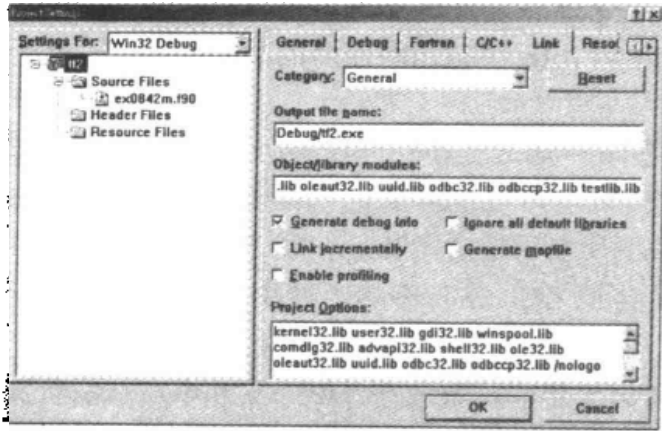 Project Settings
Settings For: Win32 Debug
tf2
Source Files
ex0842m.f90
Header Files
Resource Files
General Debug Fortran C/C++ Link Resou
Category: General
Reset
Output file name:
Debug/tf2.exe
Object/library modules:
.lib oleaut32.lib uuid.lib odbc32.lib odbccp32.lib testlib.lib
Generate debug info
Ignore all default libraries
Link incrementally
Generate mapfile
Enable profiling
Project Options:
kernel32.lib user32.lib gdi32.lib winspool.lib
comdlg32.lib advapi32.lib shell32.lib ole32.lib
oleaut32.lib uuid.lib odbc32.lib odbccp32.lib /nologo
OK
Cancel